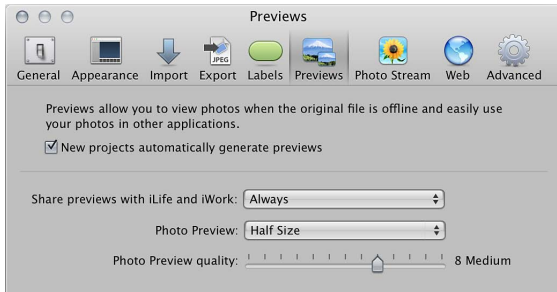 Previews
JPEG
General Appearance Import Export Labels Previews Photo Stream Web Advanced
Previews allow you to view photos when the original file is offline and easily use
your photos in other applications.
New projects automatically generate previews
Share previews with iLife and iWork: Always
Photo Preview: Half Size
Photo Preview quality: 8 Medium